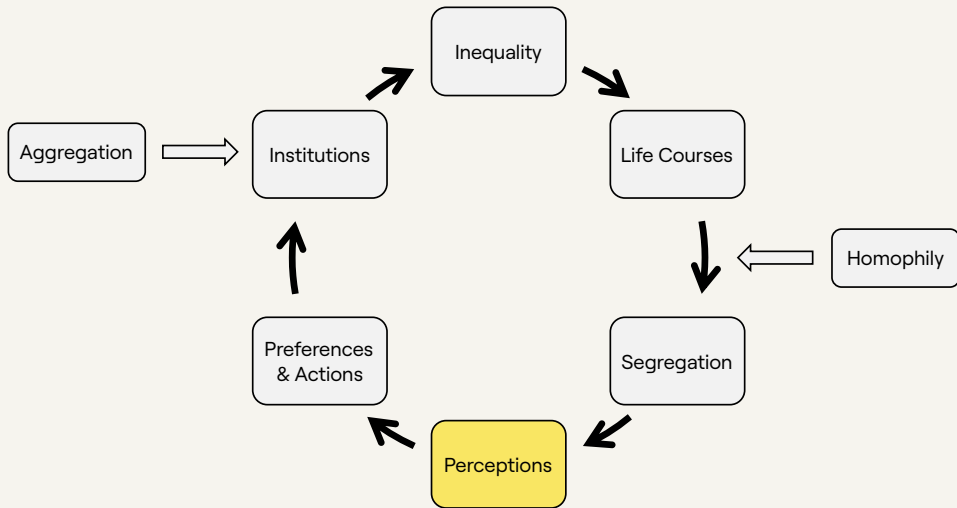 Inequality
Aggregation
Institutions
Life Courses
Homophily
Preferences
& Actions
Segregation
Perceptions